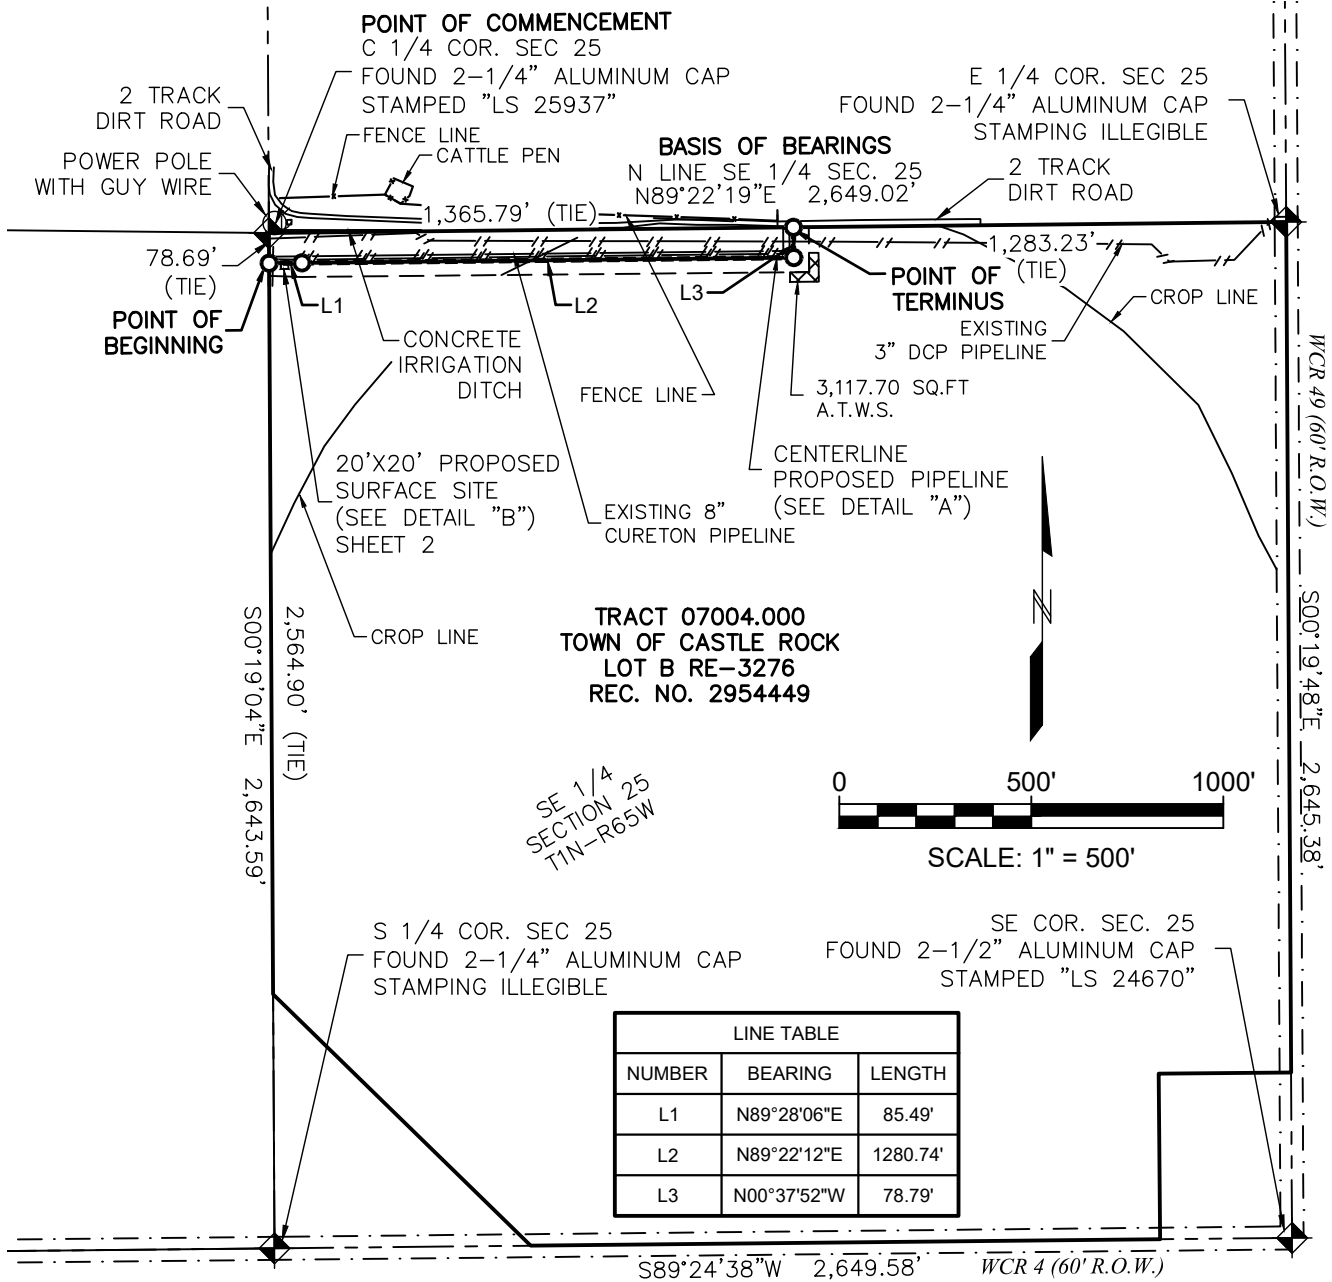 POINT OF COMMENCEMENT
C 1/4 COR. SEC 25
FOUND 2-1/4" ALUMINUM CAP
STAMPED "LS 25937"
E 1/4 COR. SEC 25
FOUND 2-1/4" ALUMINUM CAP
STAMPING ILLEGIBLE
2 TRACK
DIRT ROAD
FENCE LINE
CATTLE PEN
POWER POLE
WITH GUY WIRE
BASIS OF BEARINGS
N LINE SE 1/4 SEC. 25
N89°22'19"E 2,649.02'
2 TRACK
DIRT ROAD
1,365.79' (TIE)
78.69'
(TIE)
1,283.23'
(TIE)
POINT OF
BEGINNING
L1
L2
L3
POINT OF
TERMINUS
CROP LINE
EXISTING
3" DCP PIPELINE
CONCRETE
IRRIGATION
DITCH
FENCE LINE
3,117.70 SQ.FT
A.T.W.S.
WCR 49 (60' R.O.W.)
20'X20' PROPOSED
SURFACE SITE
(SEE DETAIL "B")
SHEET 2
EXISTING 8"
CURETON PIPELINE
CENTERLINE
PROPOSED PIPELINE
(SEE DETAIL "A")
CROP LINE
TRACT 07004.000
TOWN OF CASTLE ROCK
LOT B RE-3276
REC. NO. 2954449
N
2,564.90' (TIE)
S00°19'04"E 2,643.59'
S00°19'48"E 2,645.38'
SE 1/4
SECTION 25
T1N-R65W
0 500' 1000'
SCALE: 1" = 500'
S 1/4 COR. SEC 25
FOUND 2-1/4" ALUMINUM CAP
STAMPING ILLEGIBLE
SE COR. SEC. 25
FOUND 2-1/2" ALUMINUM CAP
STAMPED "LS 24670"
LINE TABLE
NUMBER BEARING LENGTH
L1 N89°28'06"E 85.49'
L2 N89°22'12"E 1280.74'
L3 N00°37'52"W 78.79'
S89°24'38"W 2,649.58' WCR 4 (60' R.O.W.)